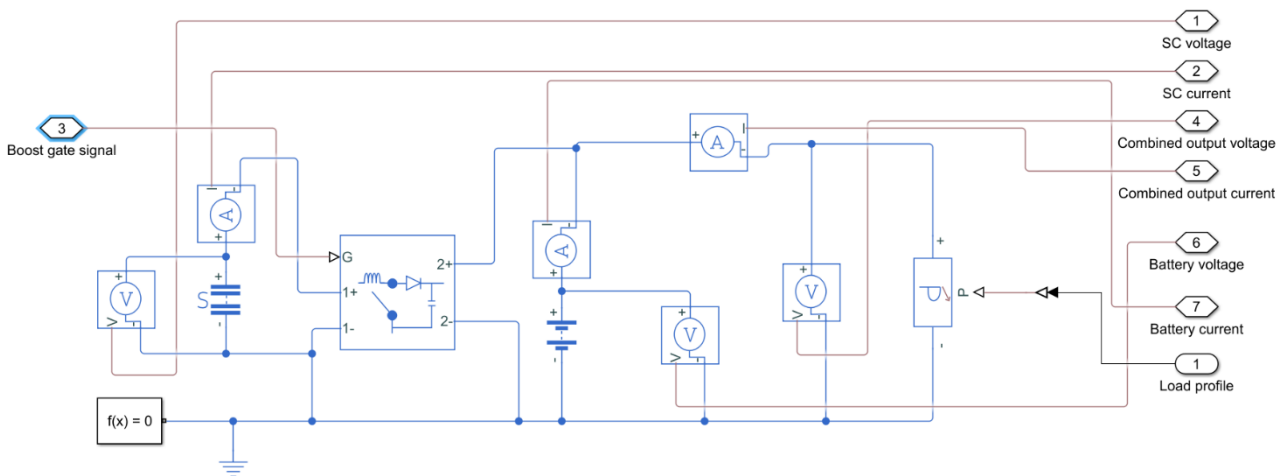 1
SC voltage
2
SC current
3
Boost gate signal
4
Combined output voltage
5
Combined output current
6
Battery voltage
7
Battery current
1
Load profile
A
I
+
-
A
I
+
-
A
I
+
-
V
V
+
-
S
+
-
G
1+
1-
2+
2-
+
-
V
V
+
-
V
V
+
-
+
P
P
-
f(x) = 0